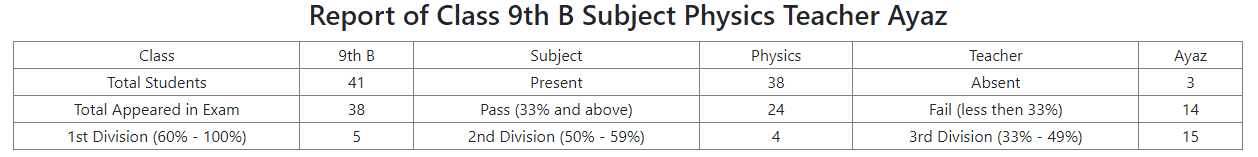 Report of Class 9th B Subject Physics Teacher Ayaz
Class 9th B Subject Physics Teacher Ayaz
Total Students 41 Present 38 Absent 3
Total Appeared in Exam 38 Pass (33% and above) 24 Fail (less then 33%) 14
1st Division (60% - 100%) 5 2nd Division (50% - 59%) 4 3rd Division (33% - 49%) 15